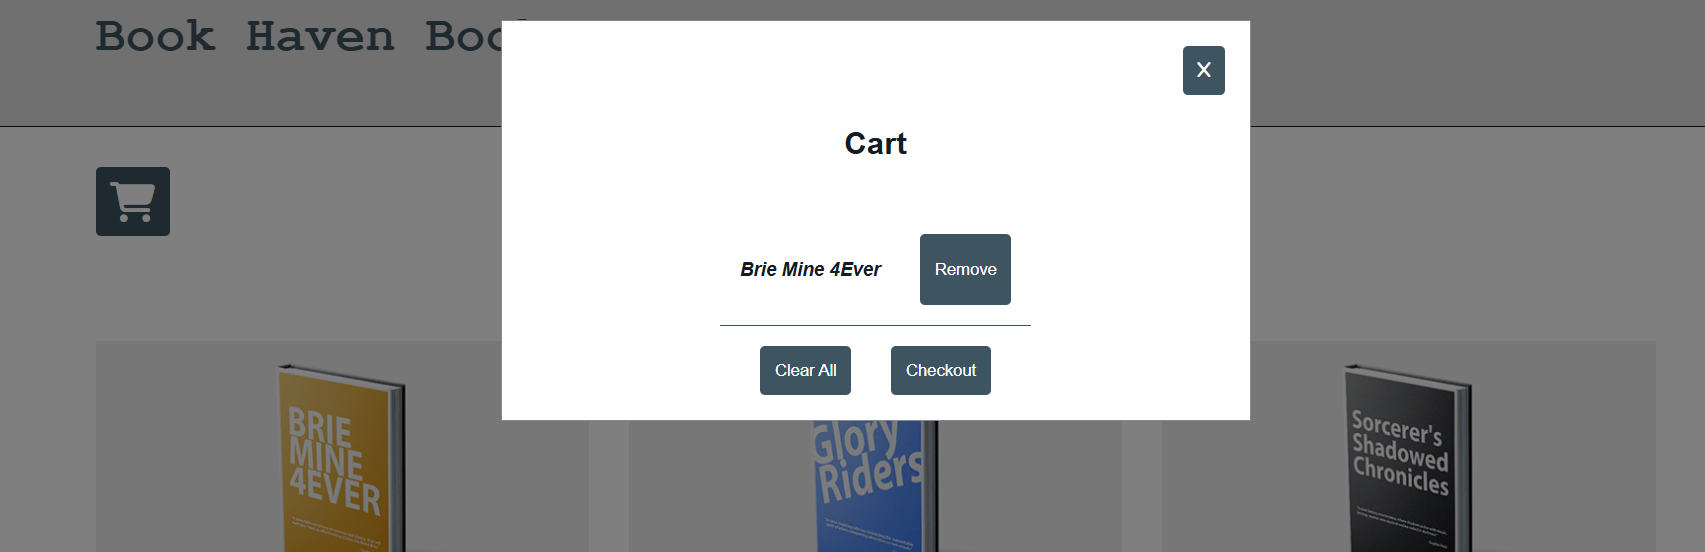 Book Haven
X
Cart
Brie Mine 4Ever
Remove
Clear All
Checkout
BRIE
MINE
4EVER
Glory
Riders
Sorcerer's
Shadowed
Chronicles